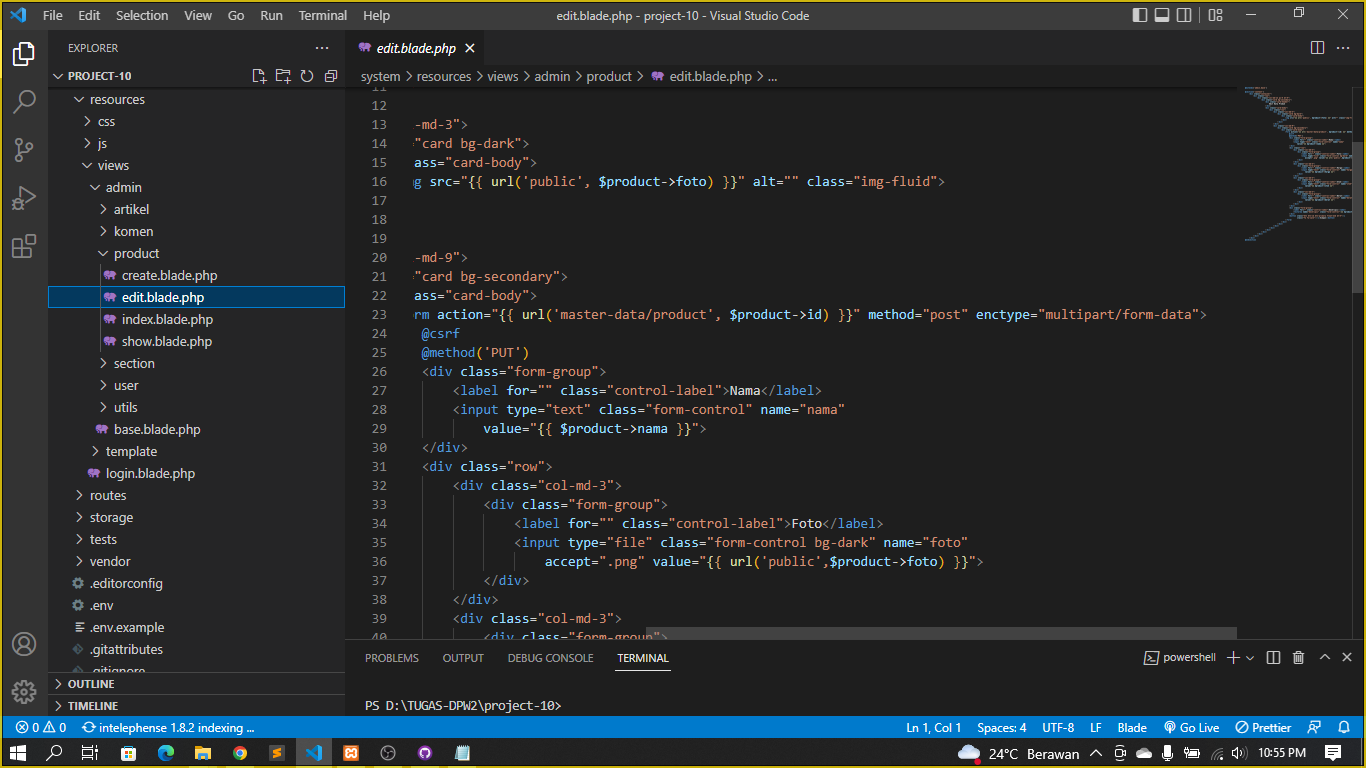 File Edit Selection View Go Run Terminal Help
edit.blade.php - project-10 - Visual Studio Code
EXPLORER
PROJECT-10
resources
css
js
views
admin
artikel
komen
product
create.blade.php
edit.blade.php
index.blade.php
show.blade.php
section
user
utils
base.blade.php
template
login.blade.php
routes
storage
tests
vendor
.editorconfig
.env
.env.example
.gitattributes
.gitignore
OUTLINE
TIMELINE
edit.blade.php
system > resources > views > admin > product > edit.blade.php > ...
11
12
13 -md-3">
14 "card bg-dark">
15 ass="card-body">
16 g src="{{ url('public', $product->foto) }}" alt="" class="img-fluid">
17
18
19
20 -md-9">
21 "card bg-secondary">
22 ass="card-body">
23 rm action="{{ url('master-data/product', $product->id) }}" method="post" enctype="multipart/form-data">
24 @csrf
25 @method('PUT')
26 <div class="form-group">
27 <label for="" class="control-label">Nama</label>
28 <input type="text" class="form-control" name="nama"
29 value="{{ $product->nama }}">
30 </div>
31 <div class="row">
32 <div class="col-md-3">
33 <div class="form-group">
34 <label for="" class="control-label">Foto</label>
35 <input type="file" class="form-control bg-dark" name="foto"
36 accept=".png" value="{{ url('public',$product->foto) }}">
37 </div>
38 </div>
39 <div class="col-md-3">
40 <div class="form-group">
PROBLEMS OUTPUT DEBUG CONSOLE TERMINAL
powershell
PS D:\TUGAS-DPW2\project-10>
0 0 intelephense 1.8.2 indexing ...
Ln 1, Col 1 Spaces: 4 UTF-8 LF Blade Go Live Prettier
24°C Berawan 10:55 PM